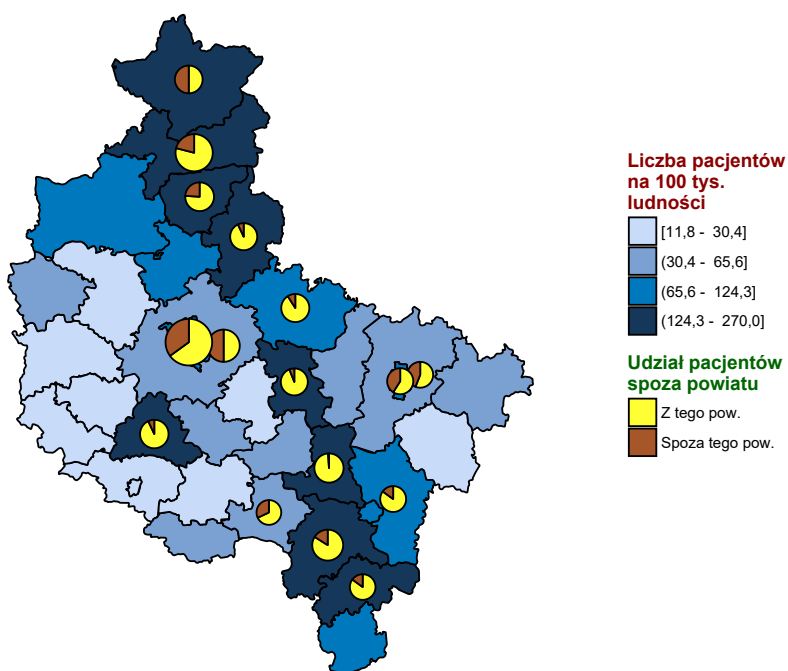 Liczba pacjentów
na 100 tys.
ludności
[11,8 - 30,4]
(30,4 - 65,6]
(65,6 - 124,3]
(124,3 - 270,0]
Udział pacjentów
spoza powiatu
Z tego pow.
Spoza tego pow.